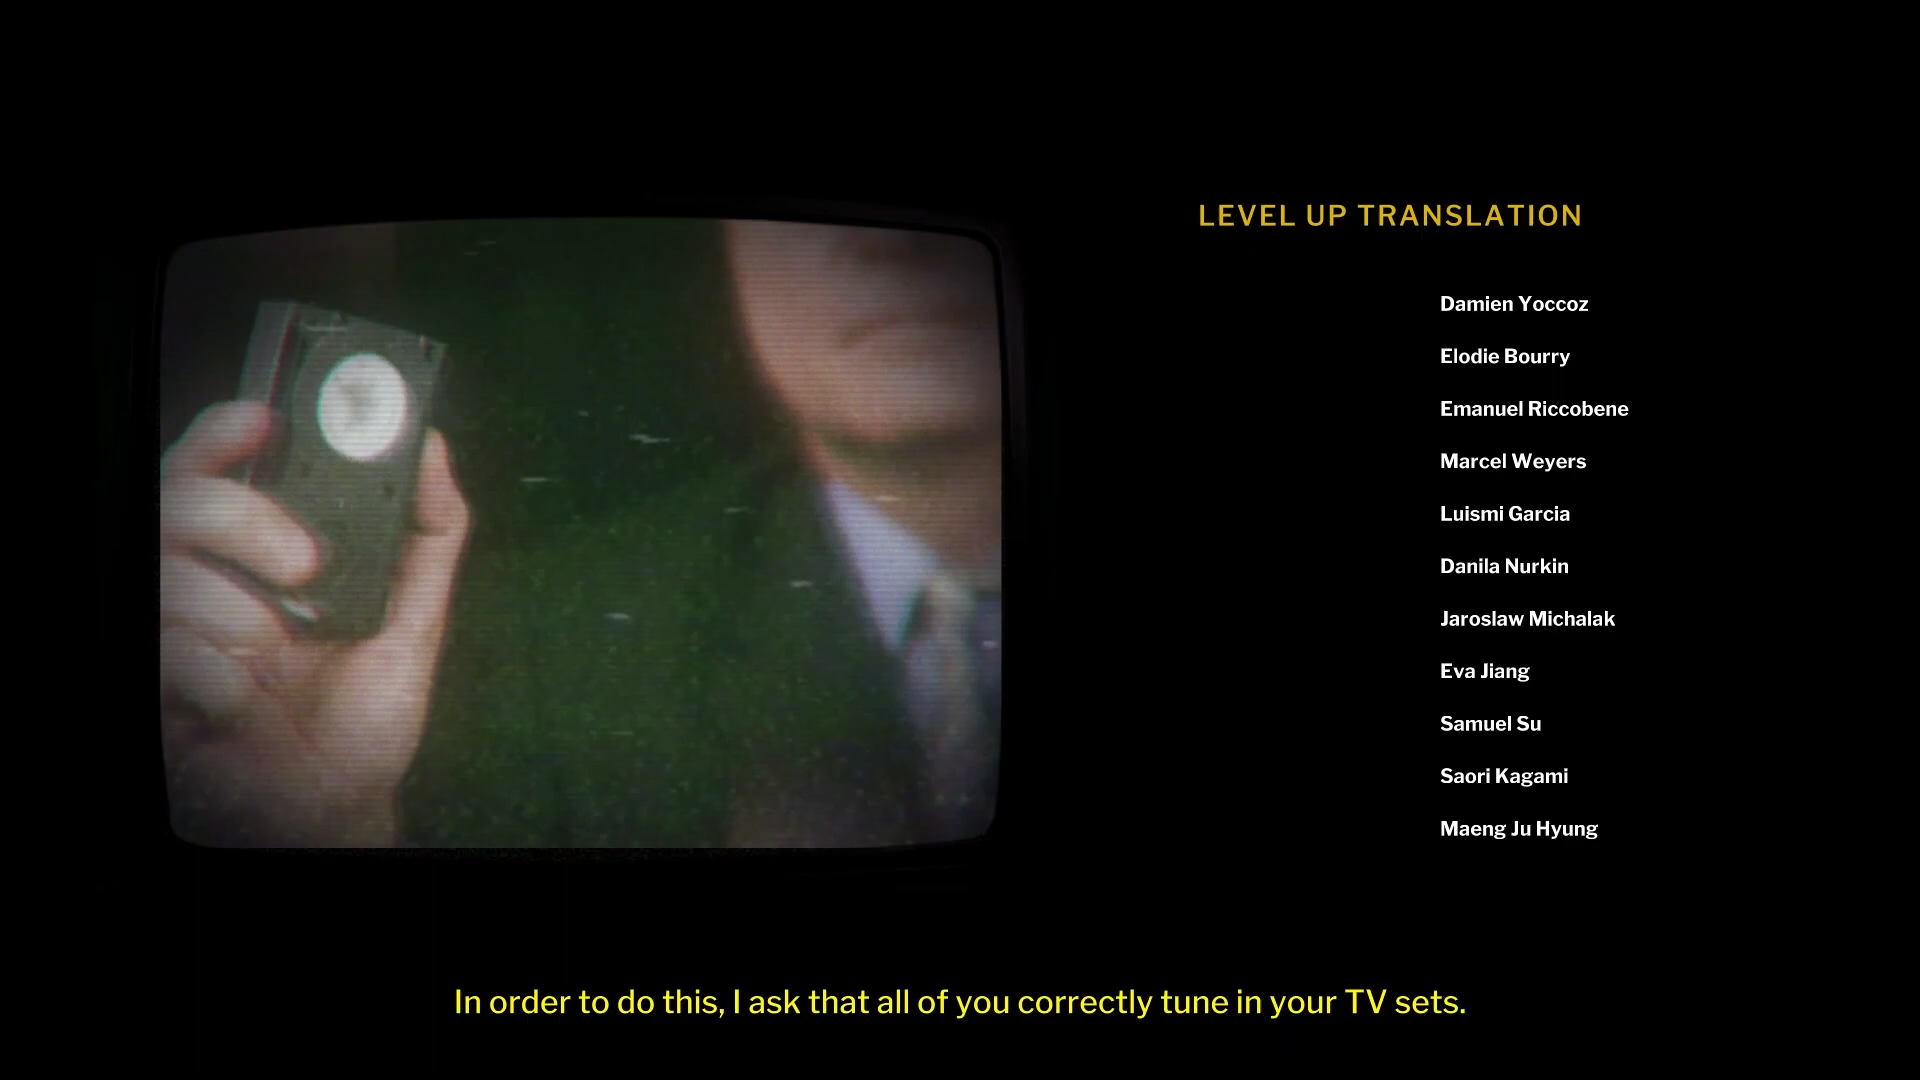 LEVEL UP TRANSLATION
Damien Yoccoz
Elodie Bourry
Emanuel Riccobene
Marcel Weyers
Luismi Garcia
Danila Nurkin
Jaroslaw Michalak
Eva Jiang
Samuel Su
Saori Kagami
Maeng Ju Hyung
In order to do this, I ask that all of you correctly tune in your TV sets.